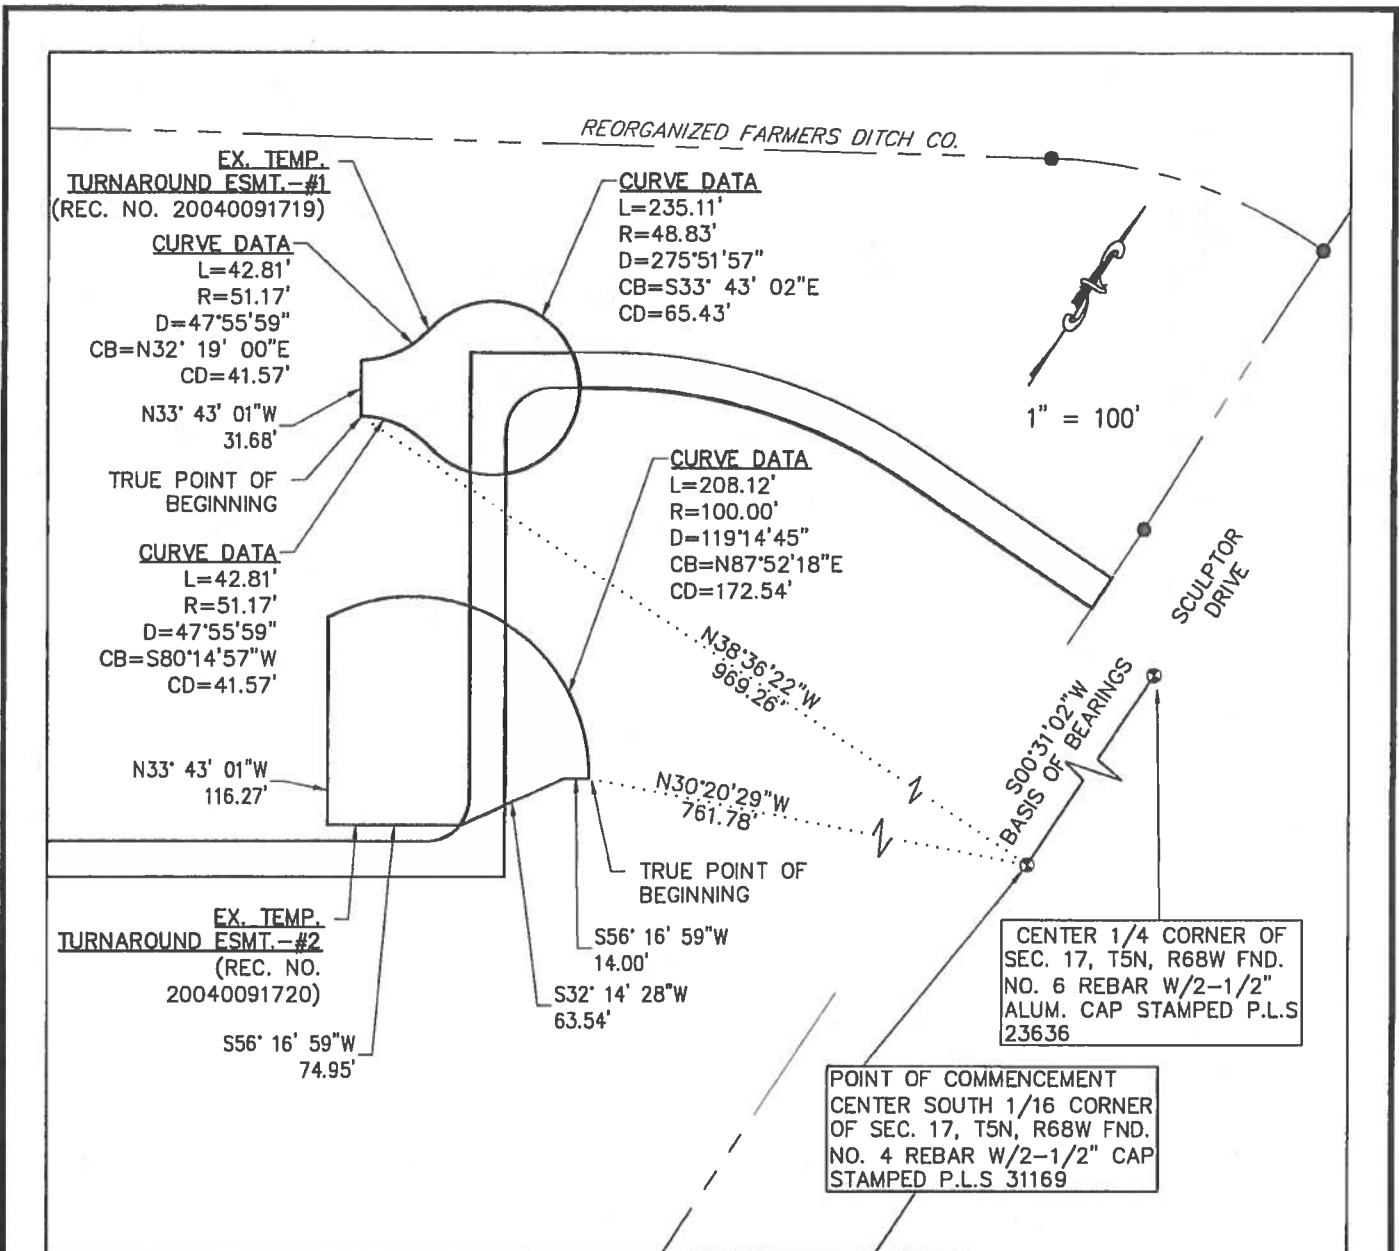 REORGANIZED FARMERS DITCH CO.
EX. TEMP.
TURNAROUND ESMT.-#1
(REC. NO. 20040091719)
CURVE DATA
L=42.81'
R=51.17'
D=47°55'59"
CB=N32° 19' 00"E
CD=41.57'
N33° 43' 01"W
31.68'
TRUE POINT OF
BEGINNING
CURVE DATA
L=42.81'
R=51.17'
D=47°55'59"
CB=S80°14'57"W
CD=41.57'
CURVE DATA
L=235.11'
R=48.83'
D=275°51'57"
CB=S33° 43' 02"E
CD=65.43'
1" = 100'
CURVE DATA
L=208.12'
R=100.00'
D=119°14'45"
CB=N87°52'18"E
CD=172.54'
SCULPTOR
DRIVE
N38°36'22"W
969.26"
S00°31'02"W
BASIS OF BEARINGS
N30°20'29"W
761.78'
N33° 43' 01"W
116.27'
TRUE POINT OF
BEGINNING
EX. TEMP.
TURNAROUND ESMT.-#2
(REC. NO.
20040091720)
S56° 16' 59"W
14.00'
S32° 14' 28"W
63.54'
S56° 16' 59"W
74.95'
CENTER 1/4 CORNER OF
SEC. 17, T5N, R68W FND.
NO. 6 REBAR W/2-1/2"
ALUM. CAP STAMPED P.L.S
23636
POINT OF COMMENCEMENT
CENTER SOUTH 1/16 CORNER
OF SEC. 17, T5N, R68W FND.
NO. 4 REBAR W/2-1/2" CAP
STAMPED P.L.S 31169